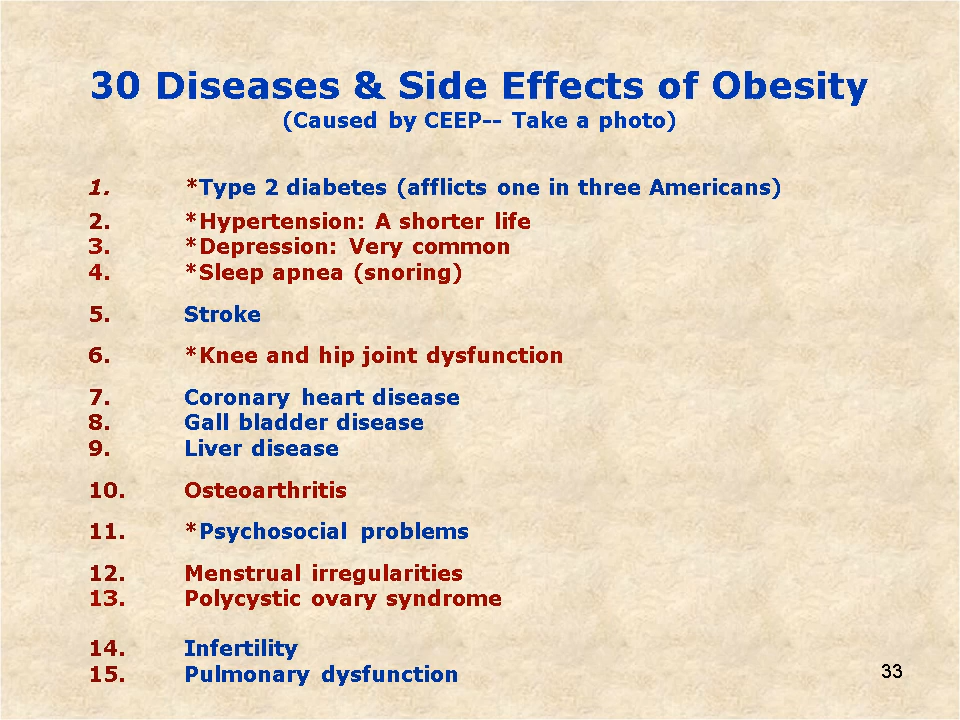 30 Diseases & Side Effects of Obesity
(Caused by CEEP-- Take a photo)
1. *Type 2 diabetes (afflicts one in three Americans)
2. *Hypertension: A shorter life
3. *Depression: Very common
4. *Sleep apnea (snoring)
5. Stroke
6. *Knee and hip joint dysfunction
7. Coronary heart disease
8. Gall bladder disease
9. Liver disease
10. Osteoarthritis
11. *Psychosocial problems
12. Menstrual irregularities
13. Polycystic ovary syndrome
14. Infertility
15. Pulmonary dysfunction
33